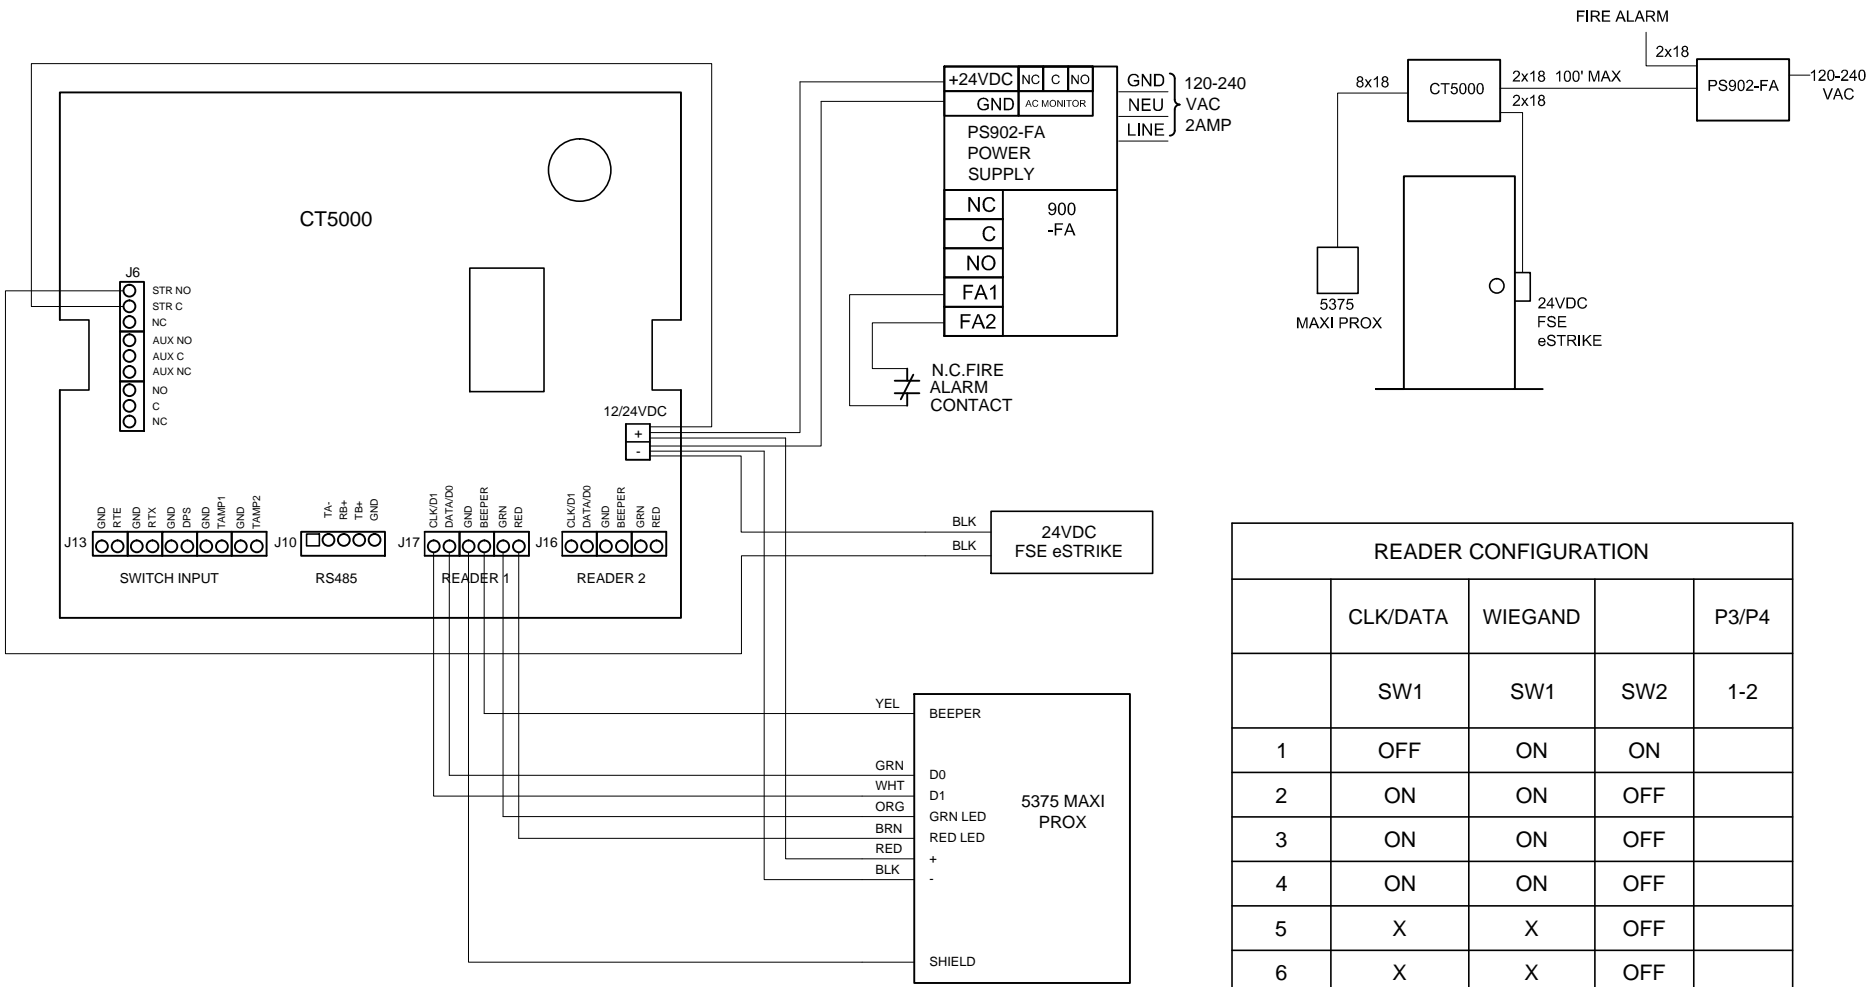 CT5000
J6
STR NO
STR C
NC
AUX NO
AUX C
AUX NC
NO
C
NC
12/24VDC
+
-
J13
GND
RTE
GND
RTX
GND
DPS
GND
TAMP1
GND
TAMP2
SWITCH INPUT
J10
TA-
RB+
TB+
GND
RS485
J17
CLK/D1
DATA/D0
GND
BEEPER
GRN
RED
READER 1
J16
CLK/D1
DATA/D0
GND
BEEPER
GRN
RED
READER 2
+24VDC NC C NO
GND AC MONITOR
PS902-FA
POWER
SUPPLY
GND
NEU
LINE
120-240
VAC
2AMP
NC
C
NO
FA1
FA2
900
-FA
N.C.FIRE
ALARM
CONTACT
BLK
BLK
24VDC
FSE eSTRIKE
YEL BEEPER
GRN D0
WHT D1
ORG GRN LED
BRN RED LED
RED +
BLK -
SHIELD
5375 MAXI
PROX
FIRE ALARM
2x18
8x18
CT5000
2x18 100' MAX
2x18
PS902-FA
120-240
VAC
5375
MAXI PROX
24VDC
FSE
eSTRIKE
READER CONFIGURATION
CLK/DATA WIEGAND P3/P4
SW1 SW1 SW2 1-2
1 OFF ON ON
2 ON ON OFF
3 ON ON OFF
4 ON ON OFF
5 X X OFF
6 X X OFF